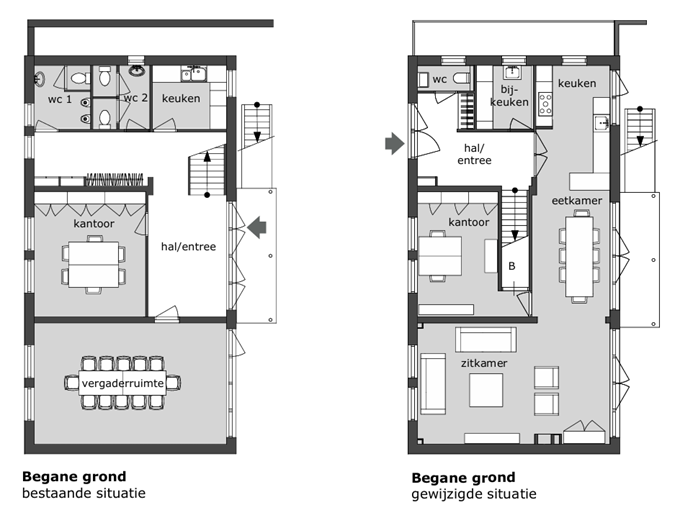 wc 1
wc 2
keuken
kantoor
hal/entree
vergaderruimte
Begane grond
bestaande situatie
wc
bij-
keuken
keuken
hal/
entree
eetkamer
kantoor
B
zitkamer
Begane grond
gewijzigde situatie